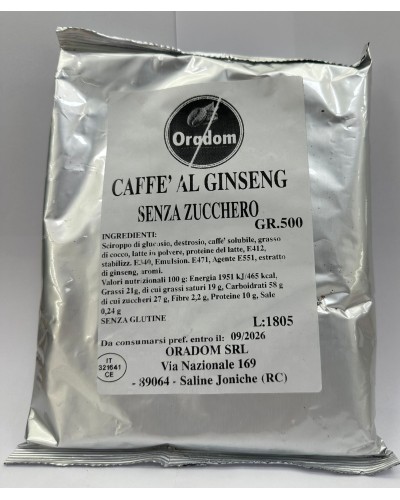 Oradom
CAFFE' AL GINSENG
SENZA ZUCCHERO
GR.500
INGREDIENTI:
Sciroppo di glucosio, destrosio, caffe' solubile, grasso
di cocco, latte in polvere, proteine del latte, E412,
stabilizz. E340, Emulsion. E471, Agente E551, estratto
di ginseng, aromi.
Valori nutrizionali 100 g: Energia 1951 kJ/465 kcal,
Grassi 21g, di cui grassi saturi 19 g, Carboidrati 58 g
di cui zuccheri 27 g, Fibre 2,2 g, Proteine 10 g, Sale
0,24 g
SENZA GLUTINE
L:1805
Da consumarsi pref. entro il: 09/2026
ORADOM SRL
Via Nazionale 169
- 89064 - Saline Joniche (RC)
IT
321641
CE